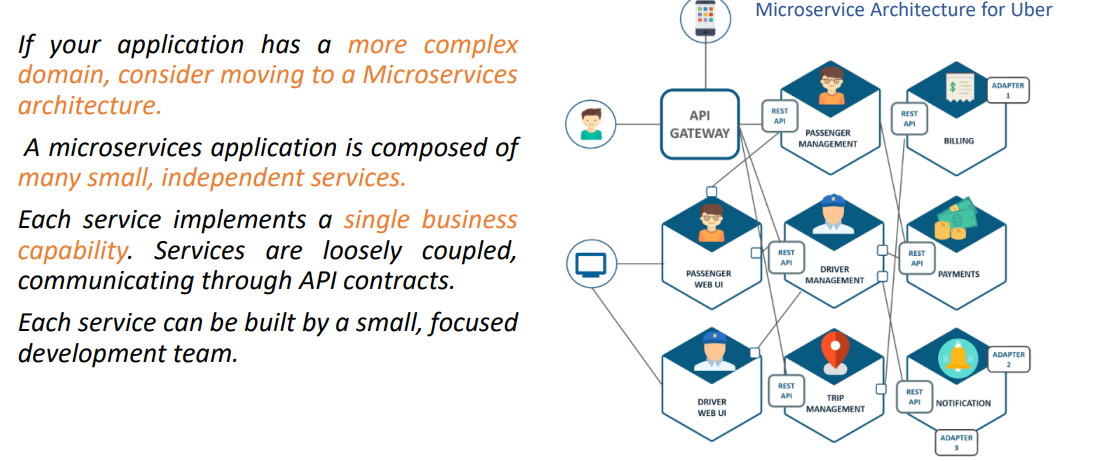 If your application has a more complex
domain, consider moving to a Microservices
architecture.
A microservices application is composed of
many small, independent services.
Each service implements a single business
capability. Services are loosely coupled,
communicating through API contracts.
Each service can be built by a small, focused
development team.
Microservice Architecture for Uber
API
GATEWAY
REST
API
PASSENGER
MANAGEMENT
REST
API
BILLING
ADAPTER
1
PASSENGER
WEB UI
REST
API
DRIVER
MANAGEMENT
REST
API
PAYMENTS
DRIVER
WEB UI
REST
API
TRIP
MANAGEMENT
REST
API
NOTIFICATION
ADAPTER
2
ADAPTER
3